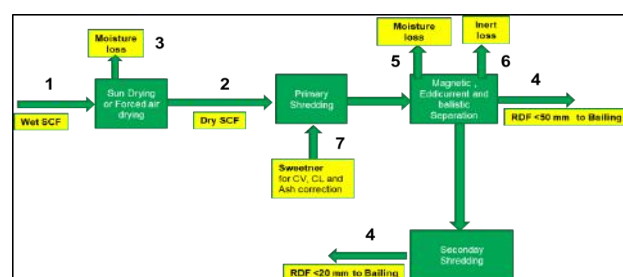 Moisture
loss
3
Moisture
loss
Inert
loss
5
6
1
Sun Drying
or Forced air
drying
2
Primary
Shredding
Magnetic ,
Eddicurrent and
ballistic
Separation
4
Wet SCF
Dry SCF
RDF <50 mm to Bailing
7
Sweetner
for CV, CL and
Ash correction
4
Seconday
Shredding
RDF <20 mm to Bailing